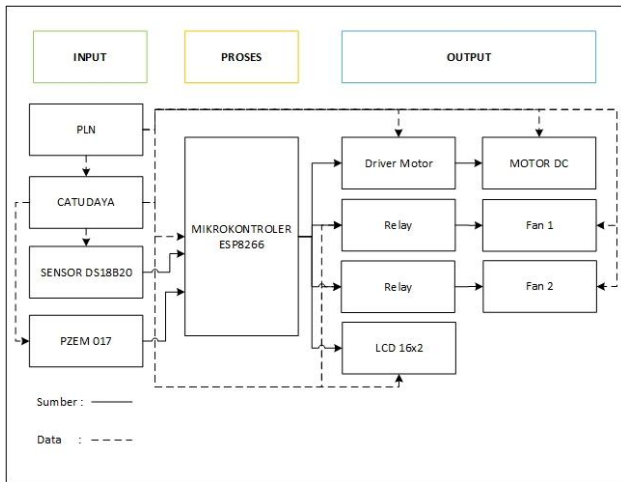 INPUT
PROSES
OUTPUT
PLN
CATUDAYA
SENSOR DS18B20
PZEM 017
MIKROKONTROLER
ESP8266
Driver Motor
MOTOR DC
Relay
Fan 1
Relay
Fan 2
LCD 16x2
Sumber :
Data :